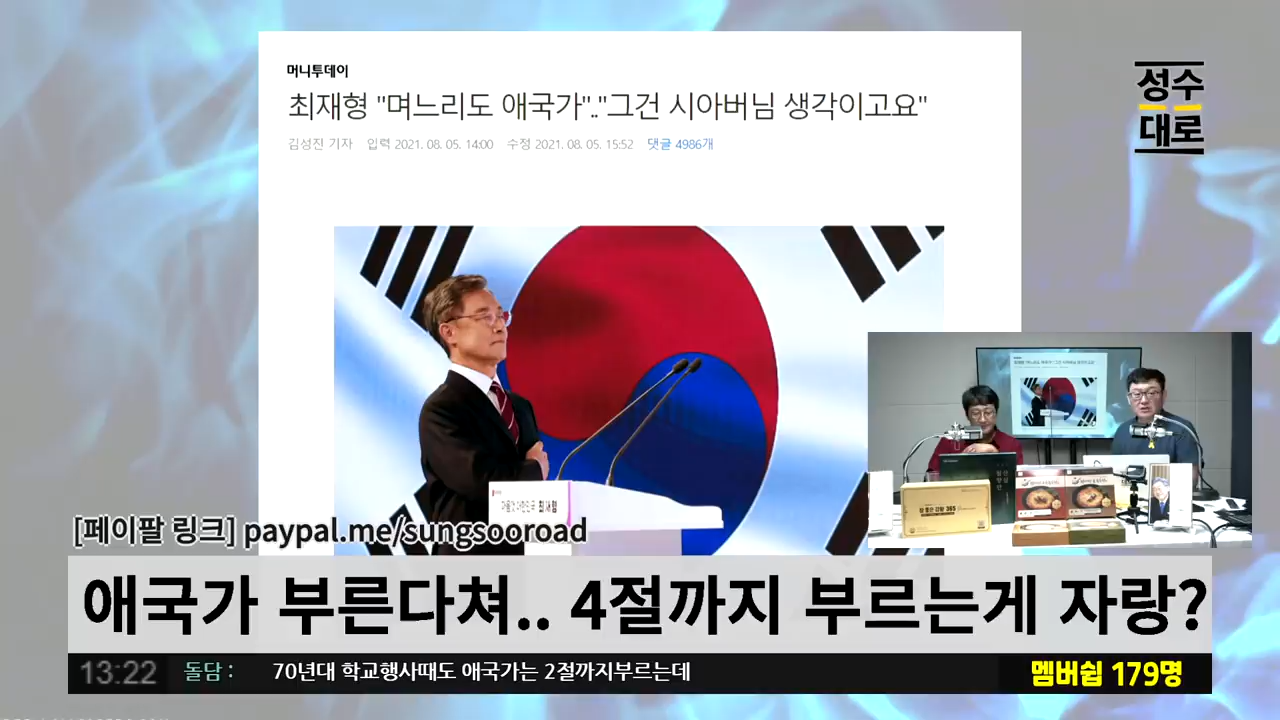 머니투데이
최재형 "며느리도 애국가".."그건 시아버님 생각이고요"
김성진 기자 입력 2021. 08. 05. 14:00 수정 2021. 08. 05. 15:52 댓글 4986개
성수
대로
최재형
[페이팔 링크] paypal.me/sungsooroad
애국가 부른다쳐.. 4절까지 부르는게 자랑?
13:22 돌담 : 70년대 학교행사때도 애국가는 2절까지부르는데 멤버쉽 179명